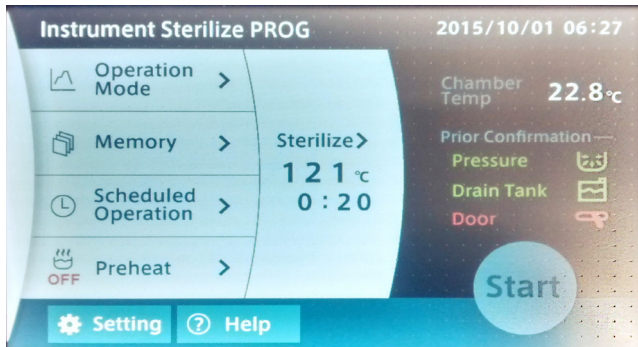 Instrument Sterilize PROG
2015/10/01 06:27
Operation
Mode
Memory
Scheduled
Operation
OFF
Preheat
Sterilize
121 ℃
0:20
Chamber
Temp
22.8℃
Prior Confirmation
Pressure
Drain Tank
Door
Start
Setting
Help